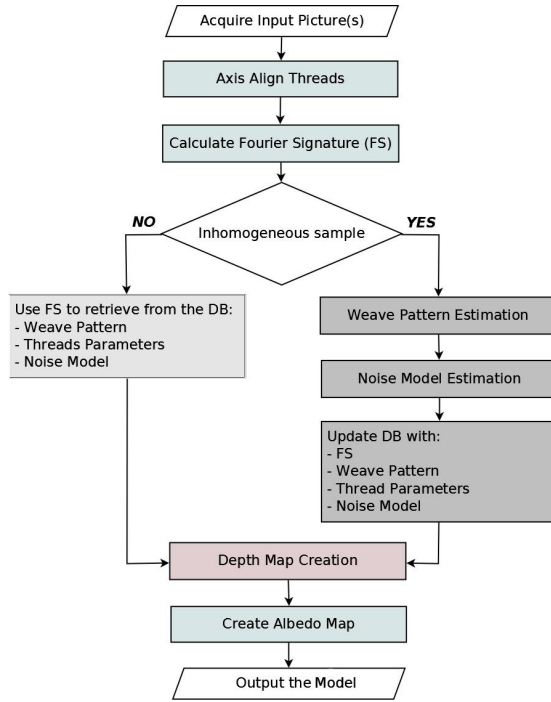 Acquire Input Picture(s)
Axis Align Threads
Calculate Fourier Signature (FS)
Inhomogeneous sample
NO
YES
Use FS to retrieve from the DB:
- Weave Pattern
- Threads Parameters
- Noise Model
Weave Pattern Estimation
Noise Model Estimation
Update DB with:
- FS
- Weave Pattern
- Thread Parameters
- Noise Model
Depth Map Creation
Create Albedo Map
Output the Model